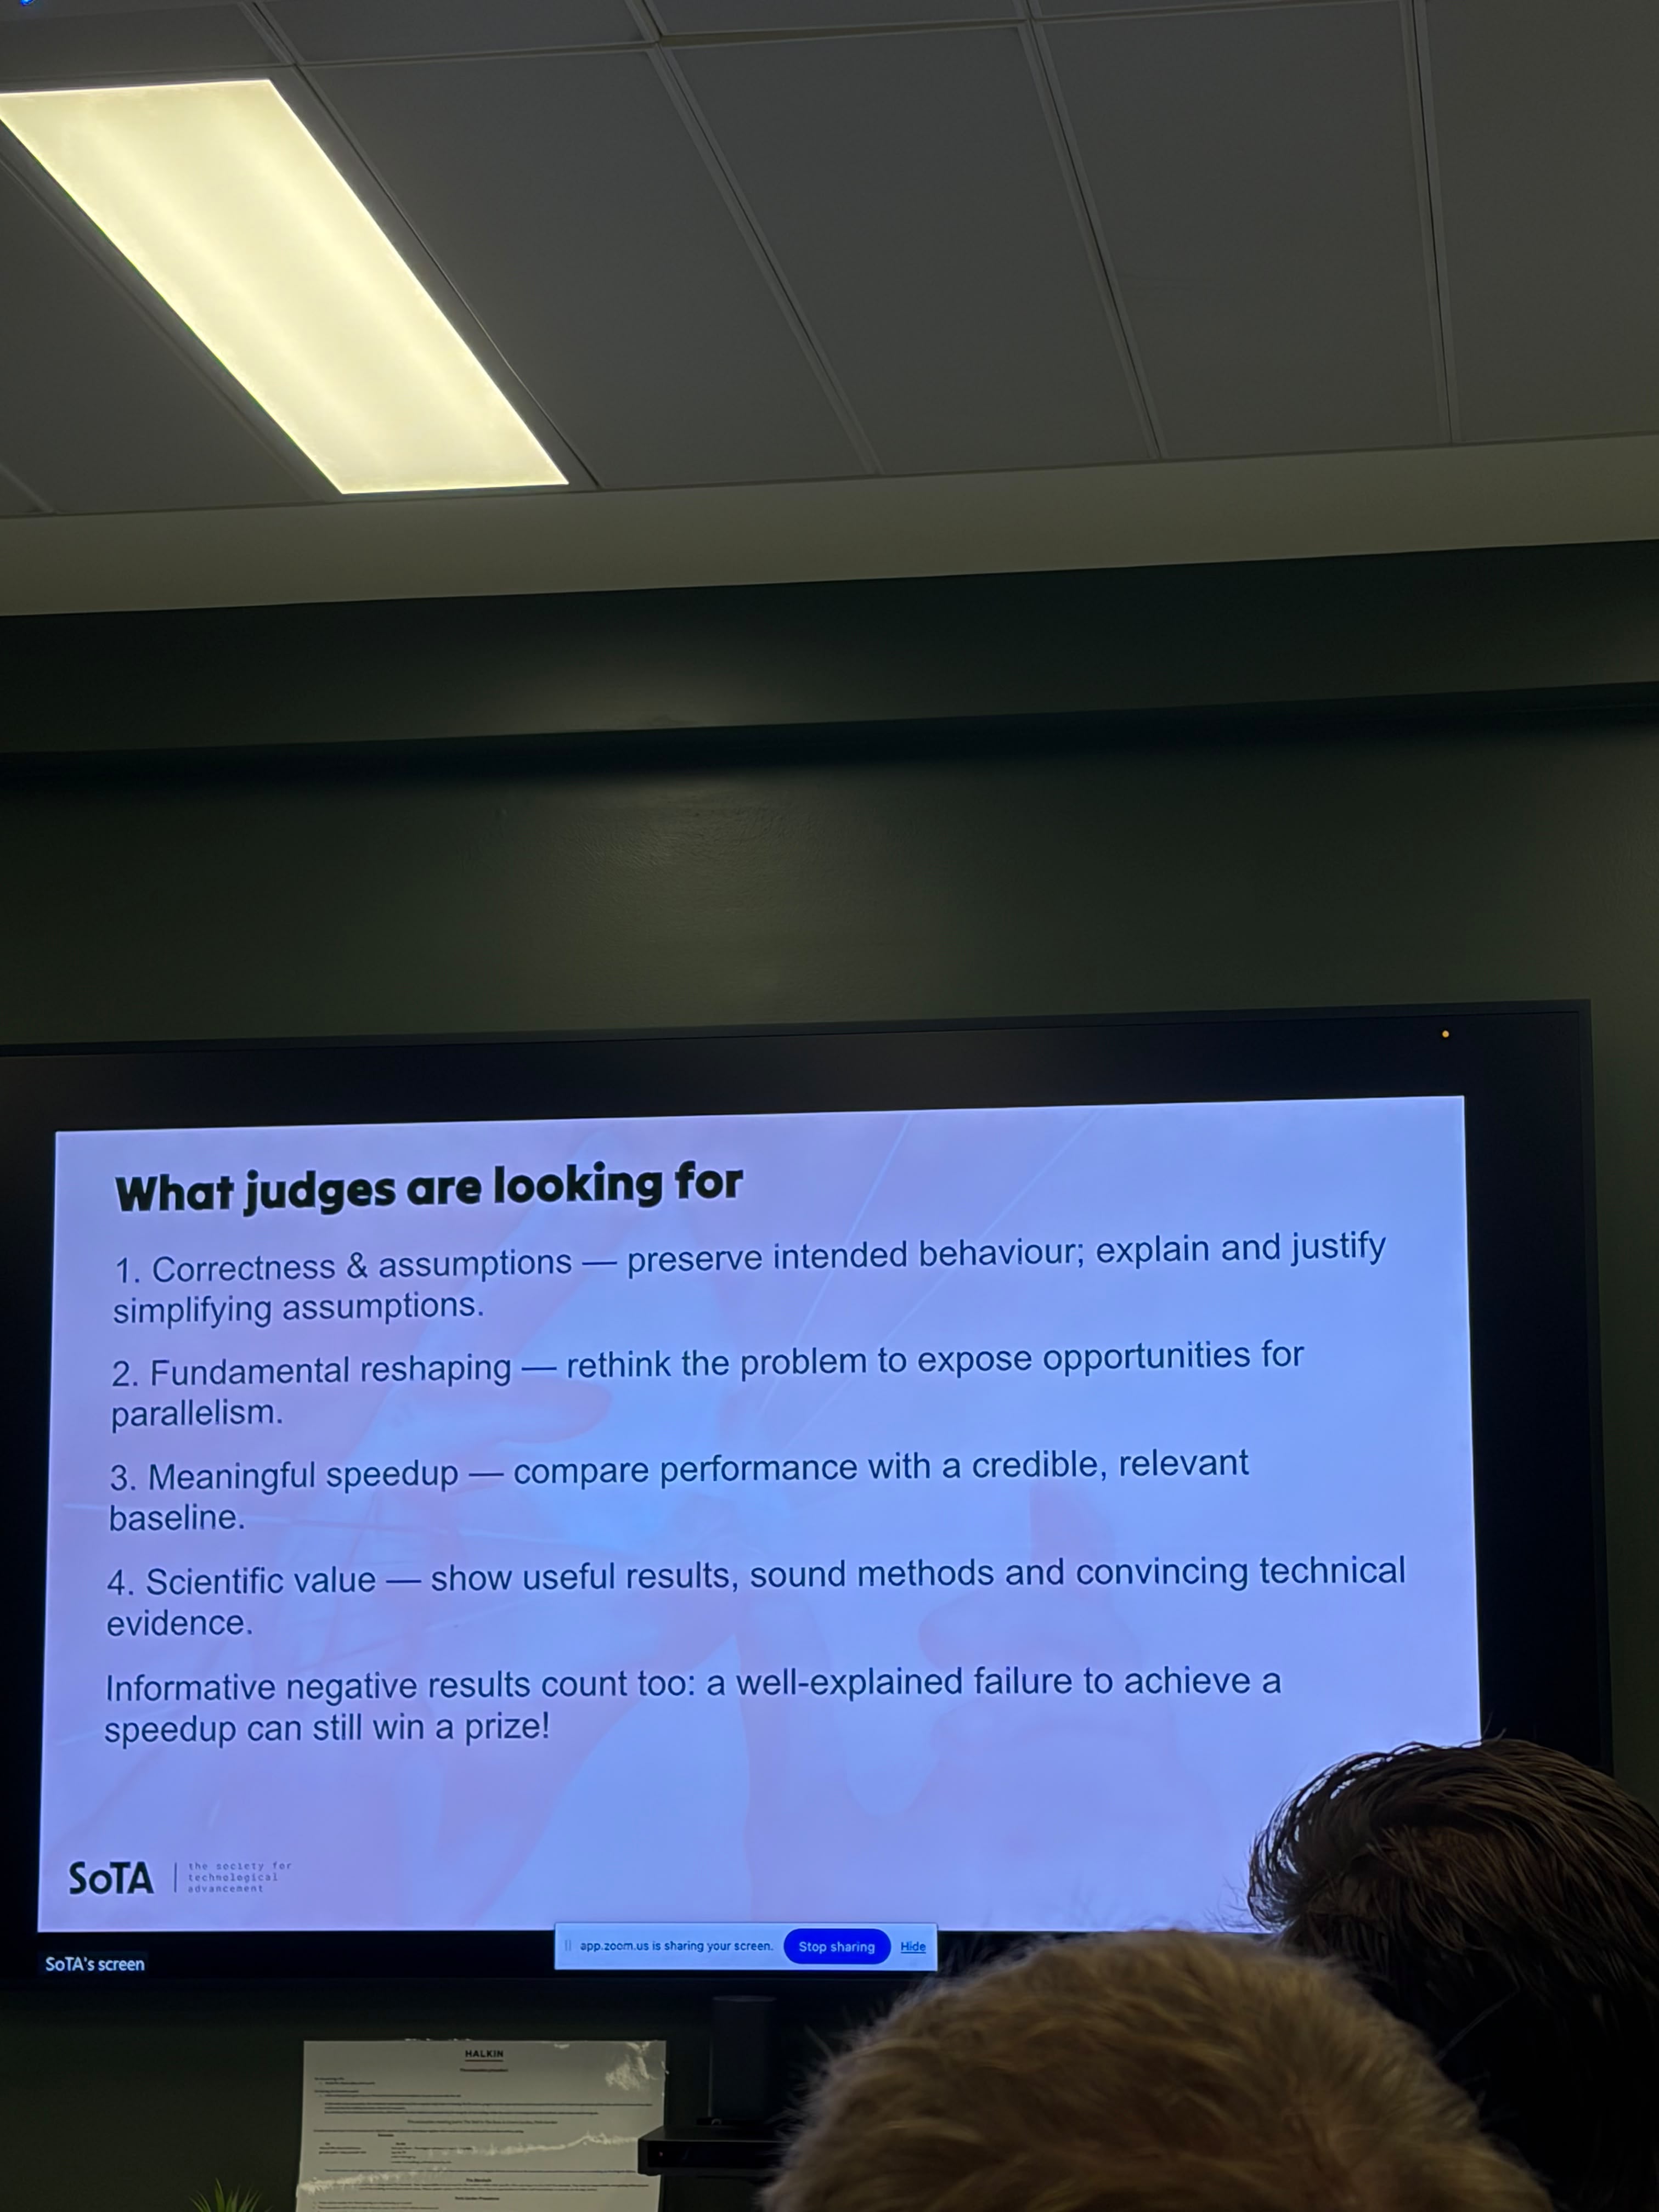 What judges are looking for
1. Correctness & assumptions — preserve intended behaviour; explain and justify
simplifying assumptions.
2. Fundamental reshaping — rethink the problem to expose opportunities for
parallelism.
3. Meaningful speedup — compare performance with a credible, relevant
baseline.
4. Scientific value — show useful results, sound methods and convincing technical
evidence.
Informative negative results count too: a well-explained failure to achieve a
speedup can still win a prize!
SoTA
the society for
technological
advancement
app.zoom.us is sharing your screen. Stop sharing Hide
SoTA's screen
HALKIN